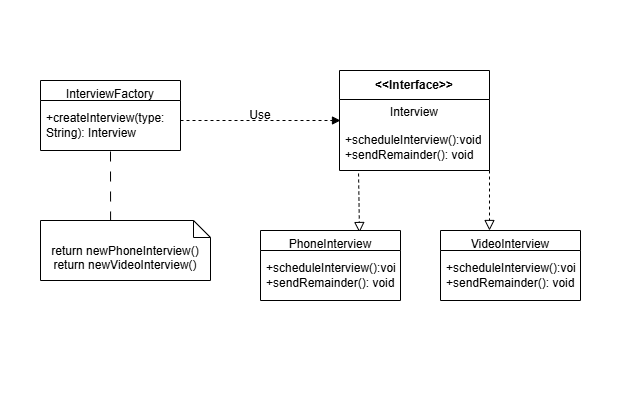 InterviewFactory
+createInterview(type:
String): Interview
Use
<<Interface>>
Interview
+scheduleInterview():void
+sendRemainder(): void
return newPhoneInterview()
return newVideoInterview()
PhoneInterview
+scheduleInterview():voi
+sendRemainder(): void
VideoInterview
+scheduleInterview():voi
+sendRemainder(): void